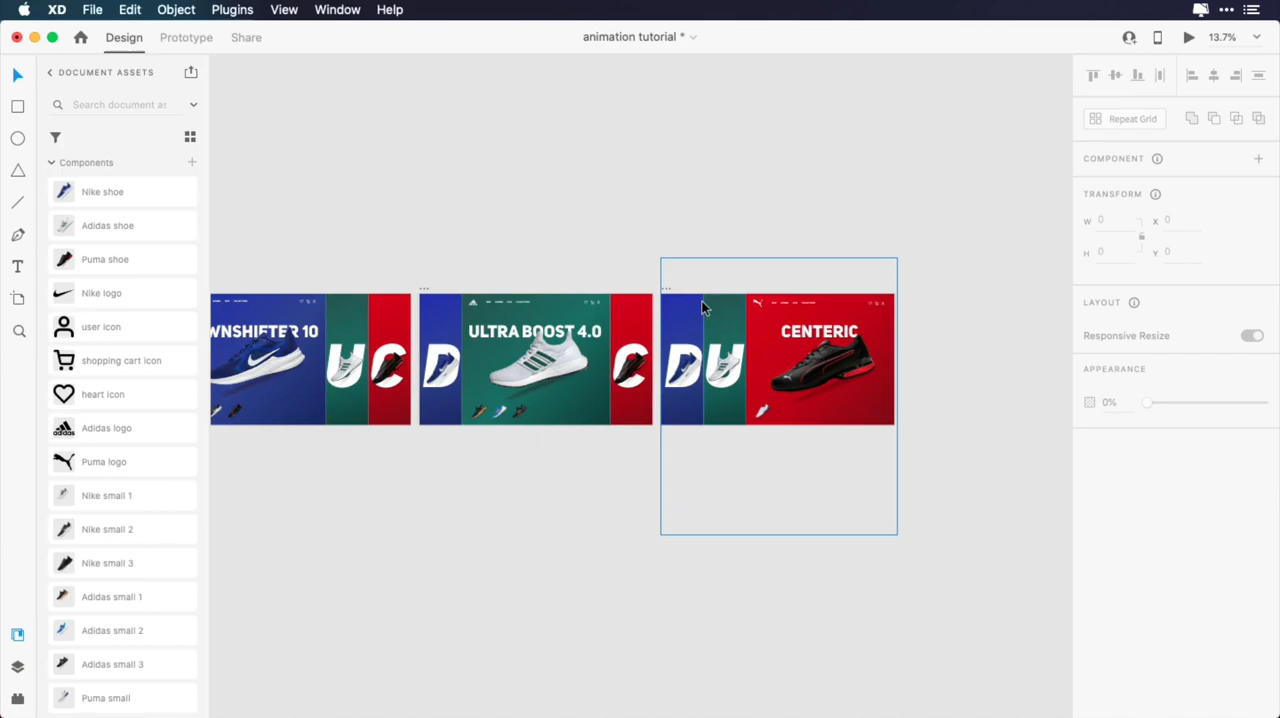 XD File Edit Object Plugins View Window Help
Design Prototype Share
animation tutorial *
13.7%
DOCUMENT ASSETS
Search document as
Components
Nike shoe
Adidas shoe
Puma shoe
Nike logo
user icon
shopping cart icon
heart icon
Adidas logo
Puma logo
Nike small 1
Nike small 2
Nike small 3
Adidas small 1
Adidas small 2
Adidas small 3
Puma small
WNSHIFTER 10
U C
ULTRA BOOST 4.0
D C
CENTERIC
D U
Repeat Grid
COMPONENT
TRANSFORM
W 0 X 0
H 0 Y 0
LAYOUT
Responsive Resize
APPEARANCE
0%